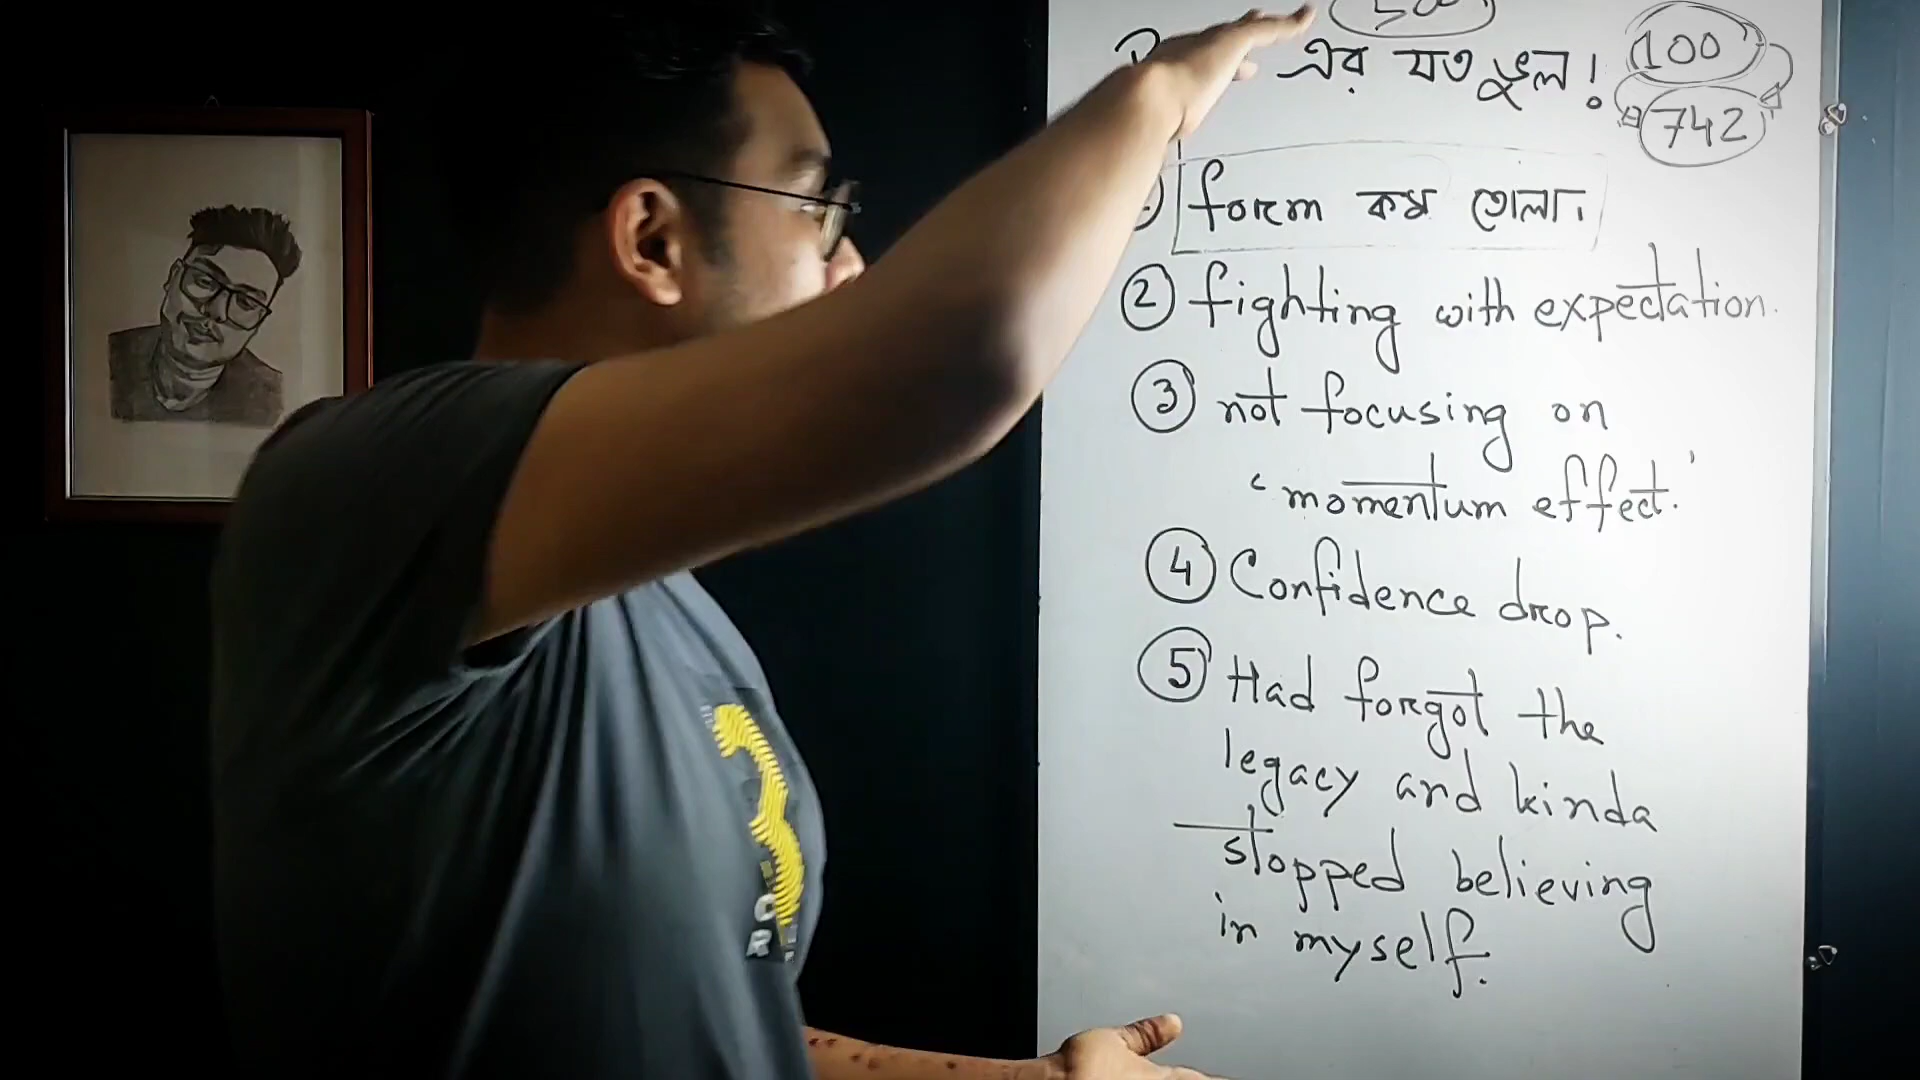 এর যত ভুল! 100
742
form কম তোলা।
② fighting with expectation.
③ not focusing on
'momentum effect.'
④ Confidence drop.
⑤ Had forgot the
legacy and kinda
stopped believing
in myself.